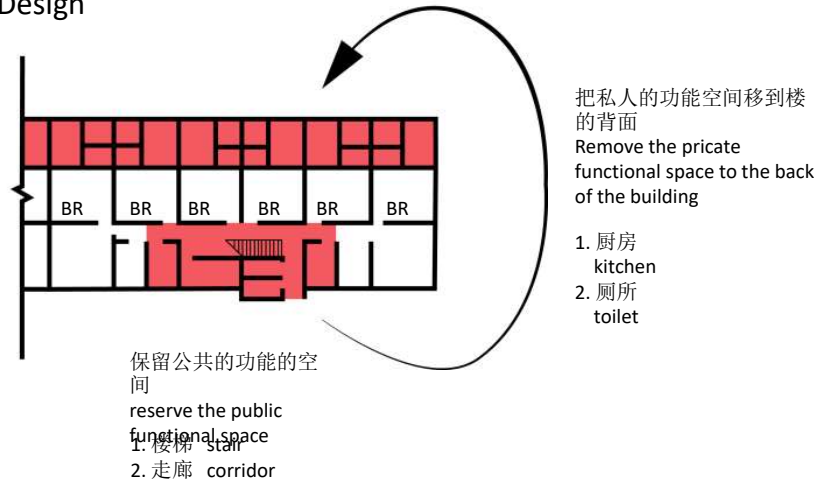 Design
把私人的功能空间移到楼
的背面
Remove the pricate
functional space to the back
of the building
1. 厨房
kitchen
2. 厕所
toilet
BR BR BR BR BR BR
保留公共的功能的空
间
reserve the public
functional space
1. 楼梯 stair
2. 走廊 corridor